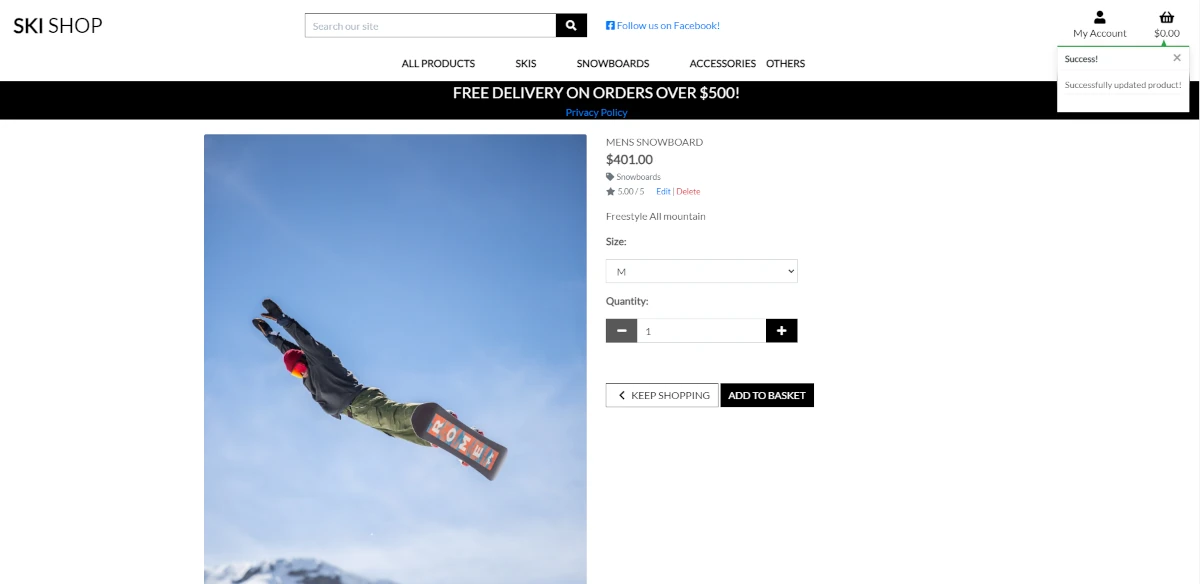 SKI SHOP
Search our site
Follow us on Facebook!
My Account
$0.00
ALL PRODUCTS SKIS SNOWBOARDS ACCESSORIES OTHERS
Success!
Successfully updated product!
FREE DELIVERY ON ORDERS OVER $500!
Privacy Policy
MENS SNOWBOARD
$401.00
Snowboards
5.00 / 5 Edit | Delete
Freestyle All mountain
Size:
M
Quantity:
1
KEEP SHOPPING ADD TO BASKET